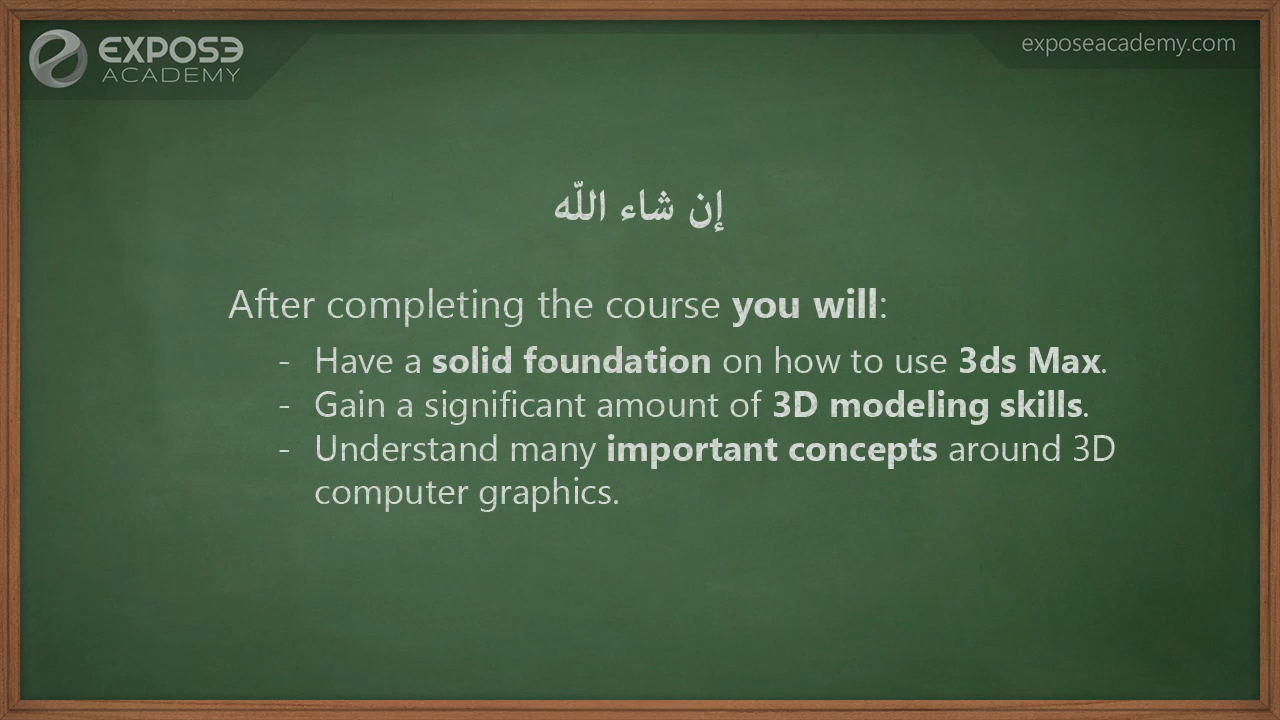 EXPOSE
ACADEMY
exposeacademy.com
إن شاء الله
After completing the course you will:
- Have a solid foundation on how to use 3ds Max.
- Gain a significant amount of 3D modeling skills.
- Understand many important concepts around 3D
computer graphics.